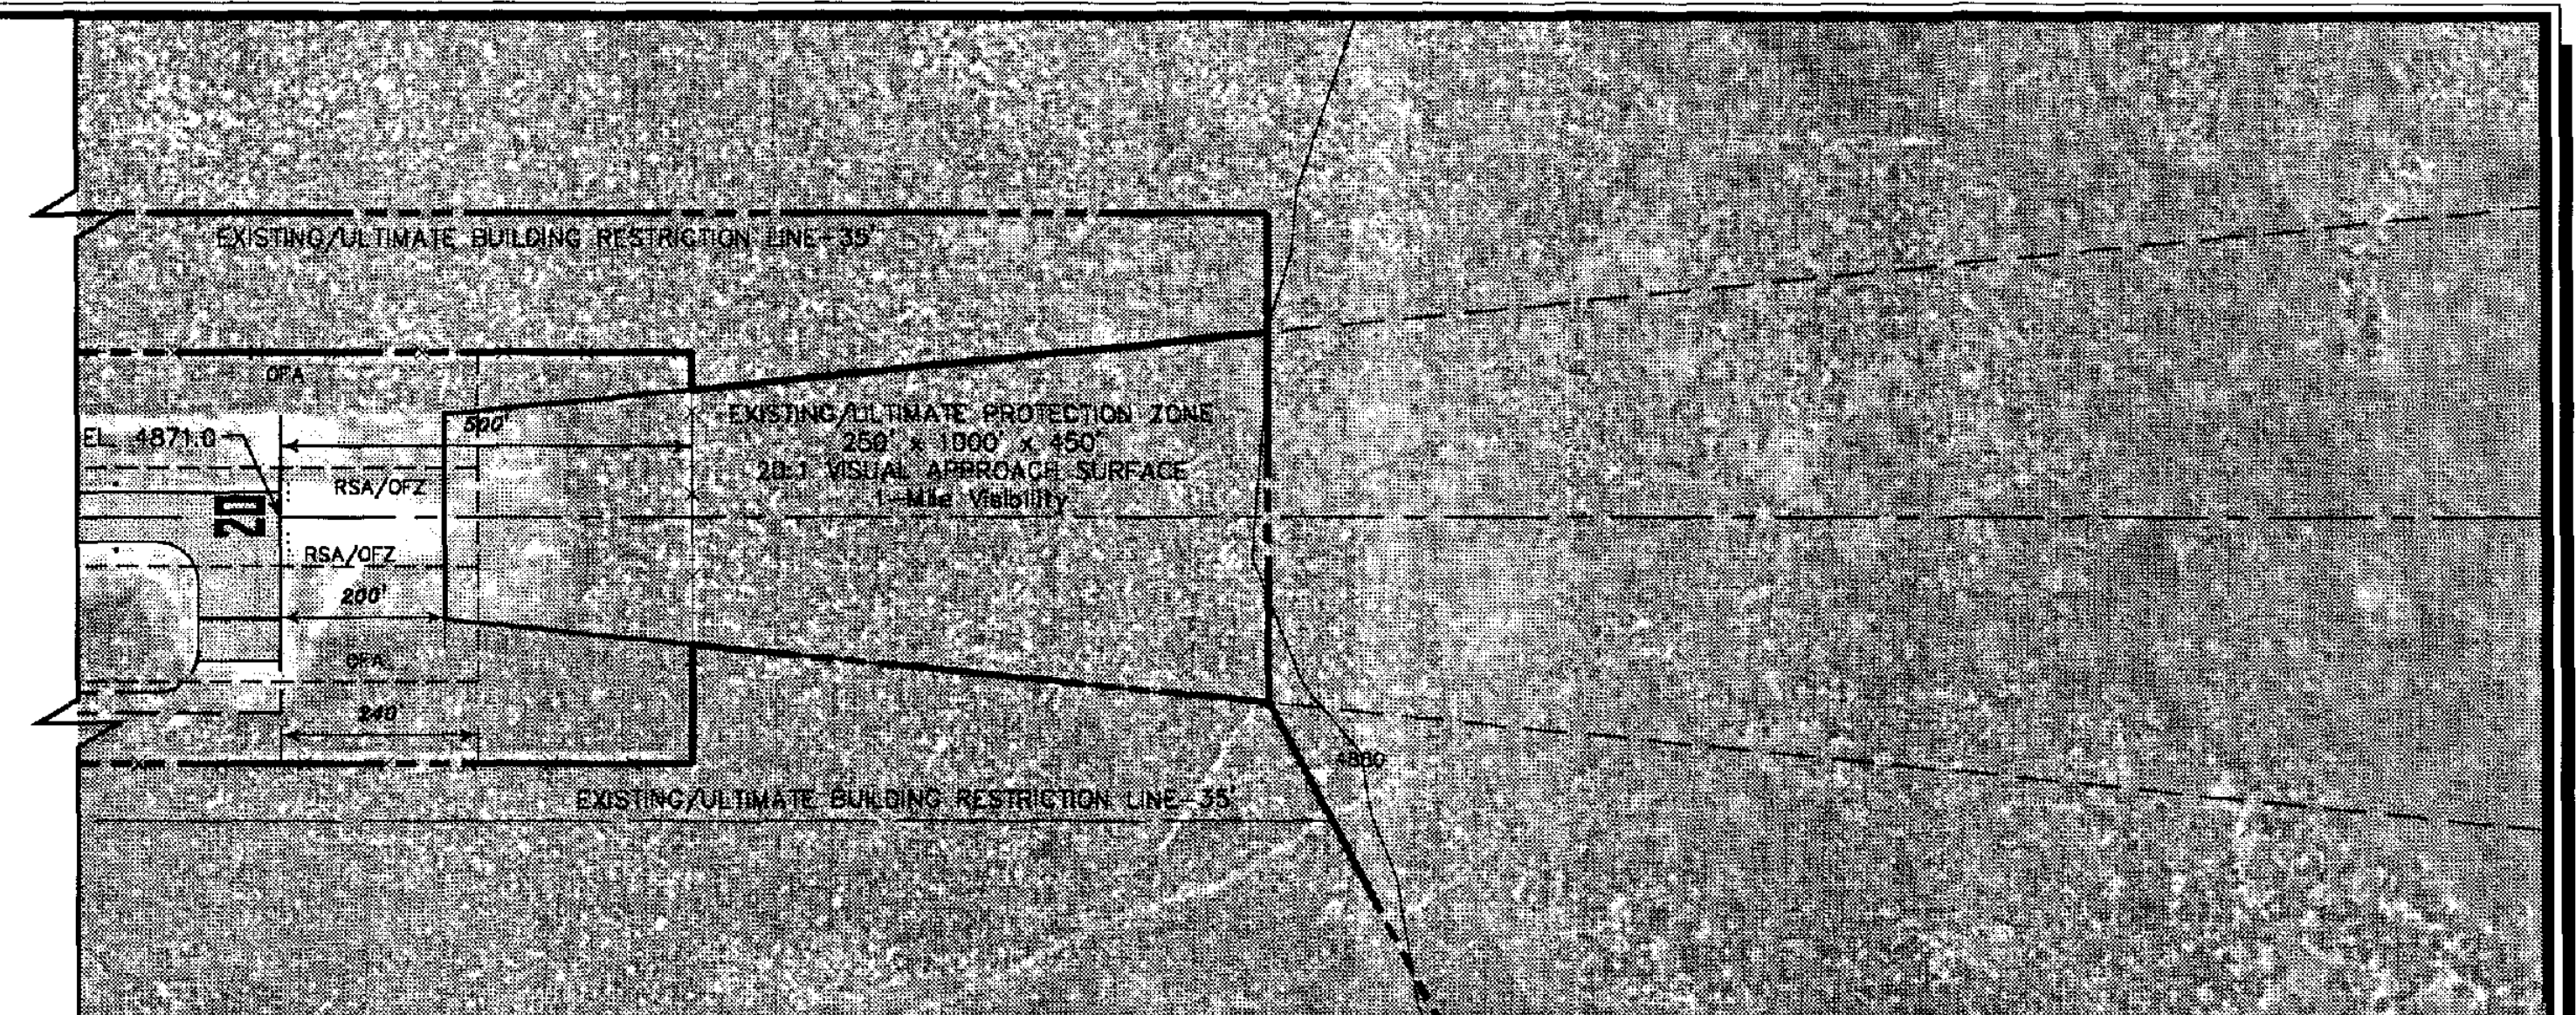 EXISTING/ULTIMATE BUILDING RESTRICTION LINE-35'
OFA
500'
EL. 4871.0
EXISTING/ULTIMATE PROTECTION ZONE
250' x 1000' x 450'
20:1 VISUAL APPROACH SURFACE
1-Mile Visibility
RSA/OFZ
20
RSA/OFZ
200'
OFA
240'
4880
EXISTING/ULTIMATE BUILDING RESTRICTION LINE-35'